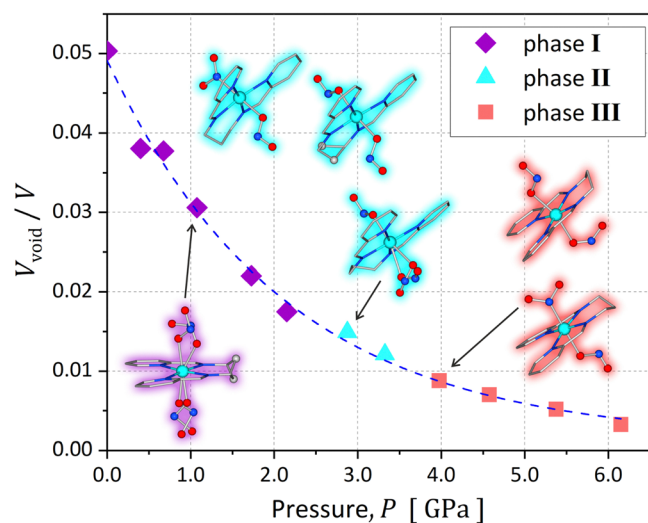 phase I
phase II
phase III
0.05
0.04
0.03
0.02
0.01
0.00
V_void / V
0.0 1.0 2.0 3.0 4.0 5.0 6.0
Pressure, P [ GPa ]